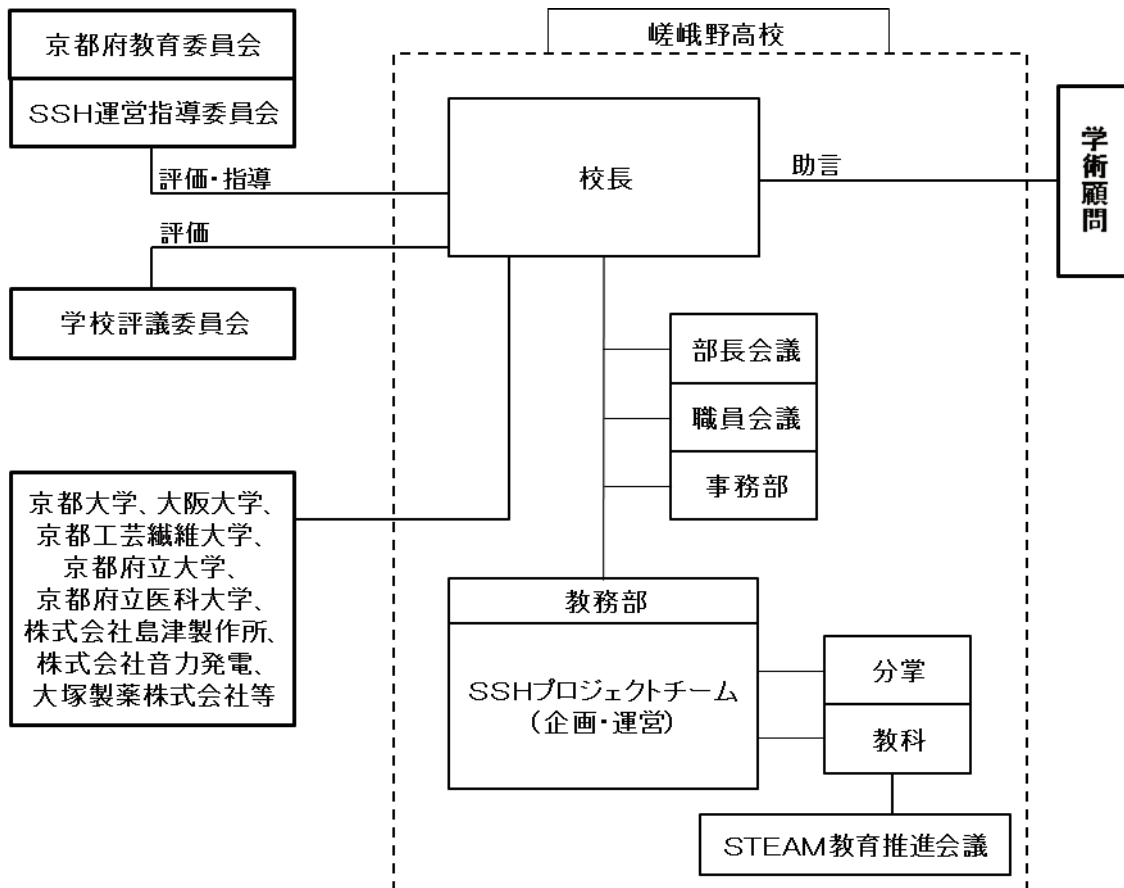 嵯峨野高校
京都府教育委員会
SSH運営指導委員会
評価・指導
校長
助言
学術顧問
評価
学校評議委員会
部長会議
職員会議
事務部
京都大学、大阪大学、
京都工芸繊維大学、
京都府立大学、
京都府立医科大学、
株式会社島津製作所、
株式会社音力発電、
大塚製薬株式会社等
教務部
SSHプロジェクトチーム
(企画・運営)
分掌
教科
STEAM教育推進会議